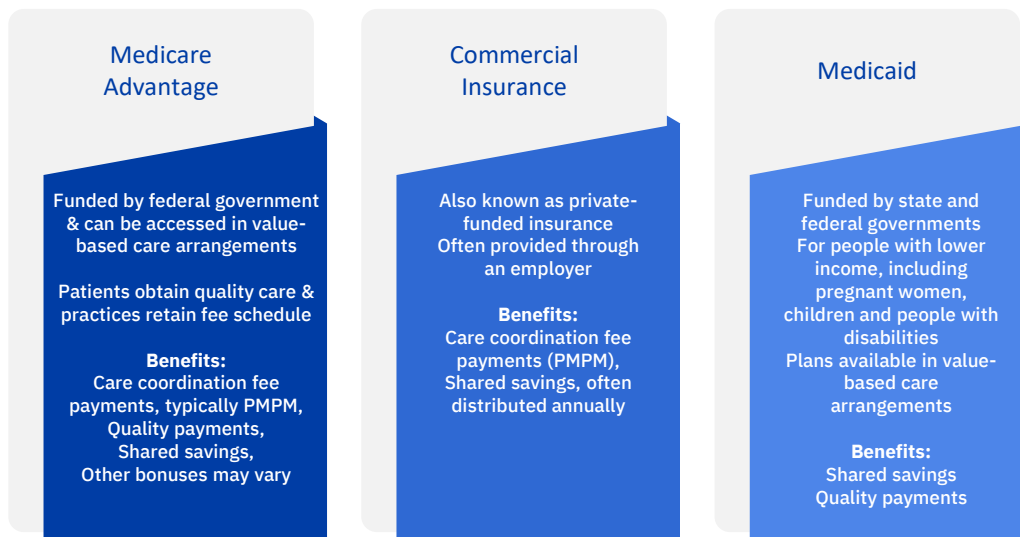 Medicare
Advantage
Funded by federal government
& can be accessed in value-
based care arrangements
Patients obtain quality care &
practices retain fee schedule
Benefits:
Care coordination fee
payments, typically PMPM,
Quality payments,
Shared savings,
Other bonuses may vary
Commercial
Insurance
Also known as private-
funded insurance
Often provided through
an employer
Benefits:
Care coordination fee
payments (PMPM),
Shared savings, often
distributed annually
Medicaid
Funded by state and
federal governments
For people with lower
income, including
pregnant women,
children and people with
disabilities
Plans available in value-
based care
arrangements
Benefits:
Shared savings
Quality payments